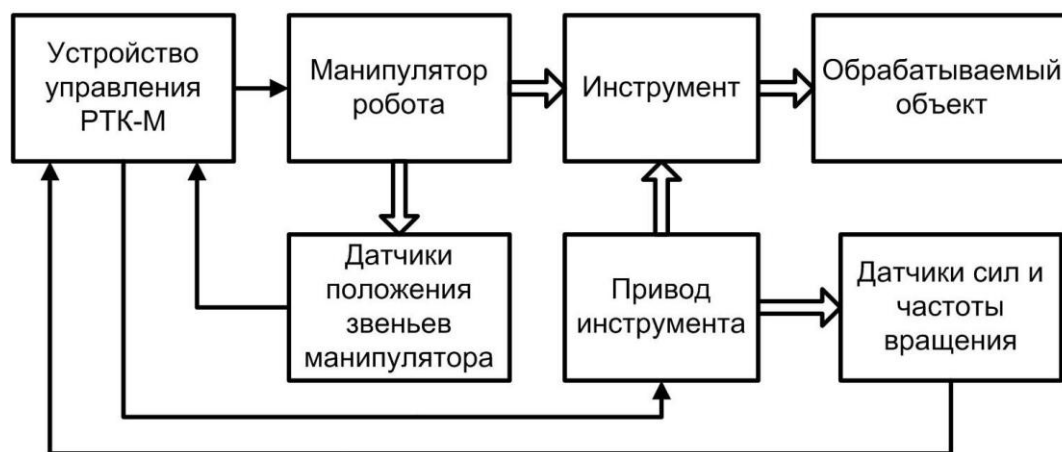 Устройство
управления
РТК-М
Манипулятор
робота
Инструмент
Обрабатываемый
объект
Датчики
положения
звеньев
манипулятора
Привод
инструмента
Датчики сил и
частоты
вращения